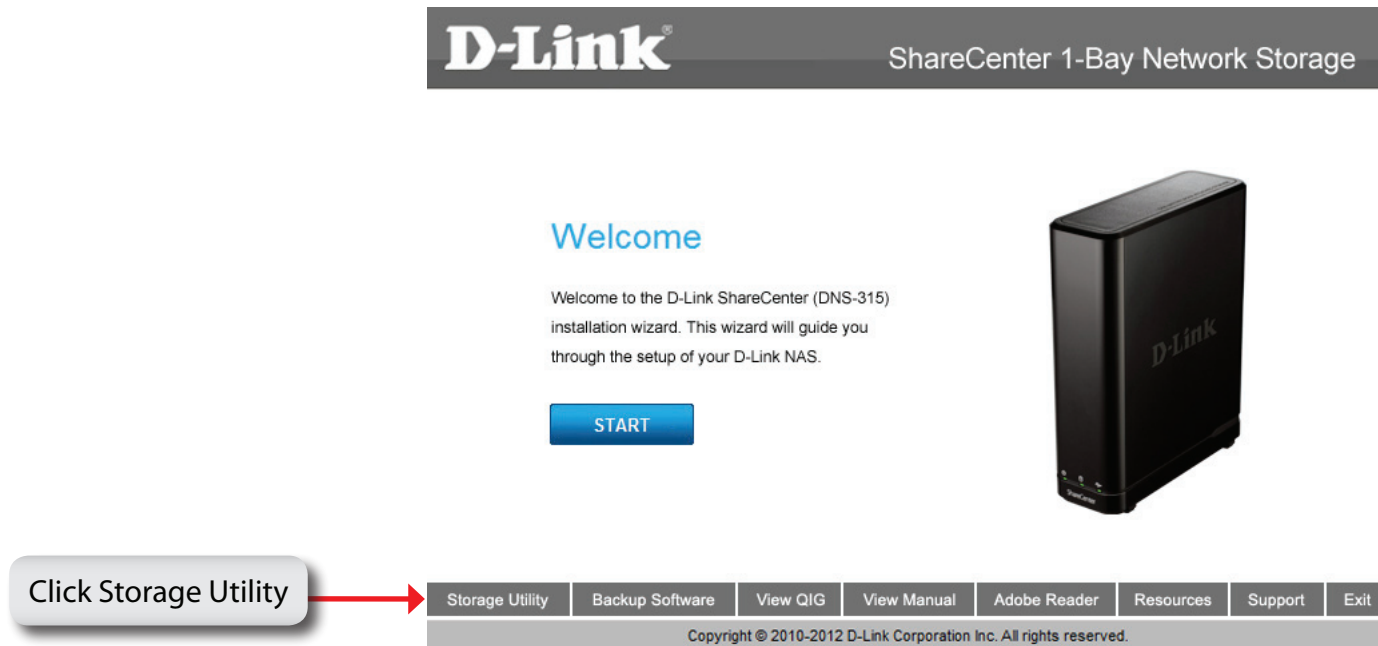 D-Link®
ShareCenter 1-Bay Network Storage
Welcome
Welcome to the D-Link ShareCenter (DNS-315)
installation wizard. This wizard will guide you
through the setup of your D-Link NAS.
START
D-Link
ShareCenter
Click Storage Utility
Storage Utility Backup Software View QIG View Manual Adobe Reader Resources Support Exit
Copyright © 2010-2012 D-Link Corporation Inc. All rights reserved.